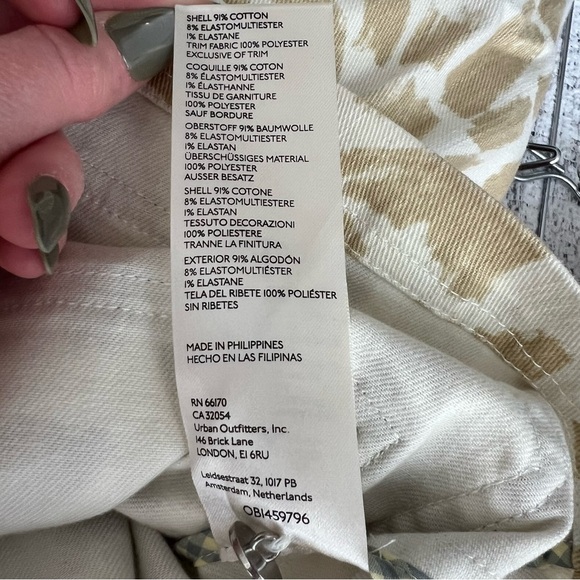 SHELL 91% COTTON
8% ELASTOMULTIESTER
1% ELASTANE
TRIM FABRIC 100% POLYESTER
EXCLUSIVE OF TRIM
COQUILLE 91% COTON
8% ÉLASTOMULTIESTER
1% ÉLASTHANNE
TISSU DE GARNITURE
100% POLYESTER
SAUF BORDURE
OBERSTOFF 91% BAUMWOLLE
8% ELASTOMULTIESTER
1% ELASTAN
ÜBERSCHÜSSIGES MATERIAL
100% POLYESTER
AUSSER BESATZ
SHELL 91% COTONE
8% ELASTOMULTIESTERE
1% ELASTAN
TESSUTO DECORAZIONI
100% POLIESTERE
TRANNE LA FINITURA
EXTERIOR 91% ALGODÓN
8% ELASTOMULTIÉSTER
1% ELASTANE
TELA DEL RIBETE 100% POLIÉSTER
SIN RIBETES
MADE IN PHILIPPINES
HECHO EN LAS FILIPINAS
RN 66170
CA 32054
Urban Outfitters, Inc.
146 Brick Lane
LONDON, E1 6RU
Leidsestraat 32, 1017 PB
Amsterdam, Netherlands
OB1459796